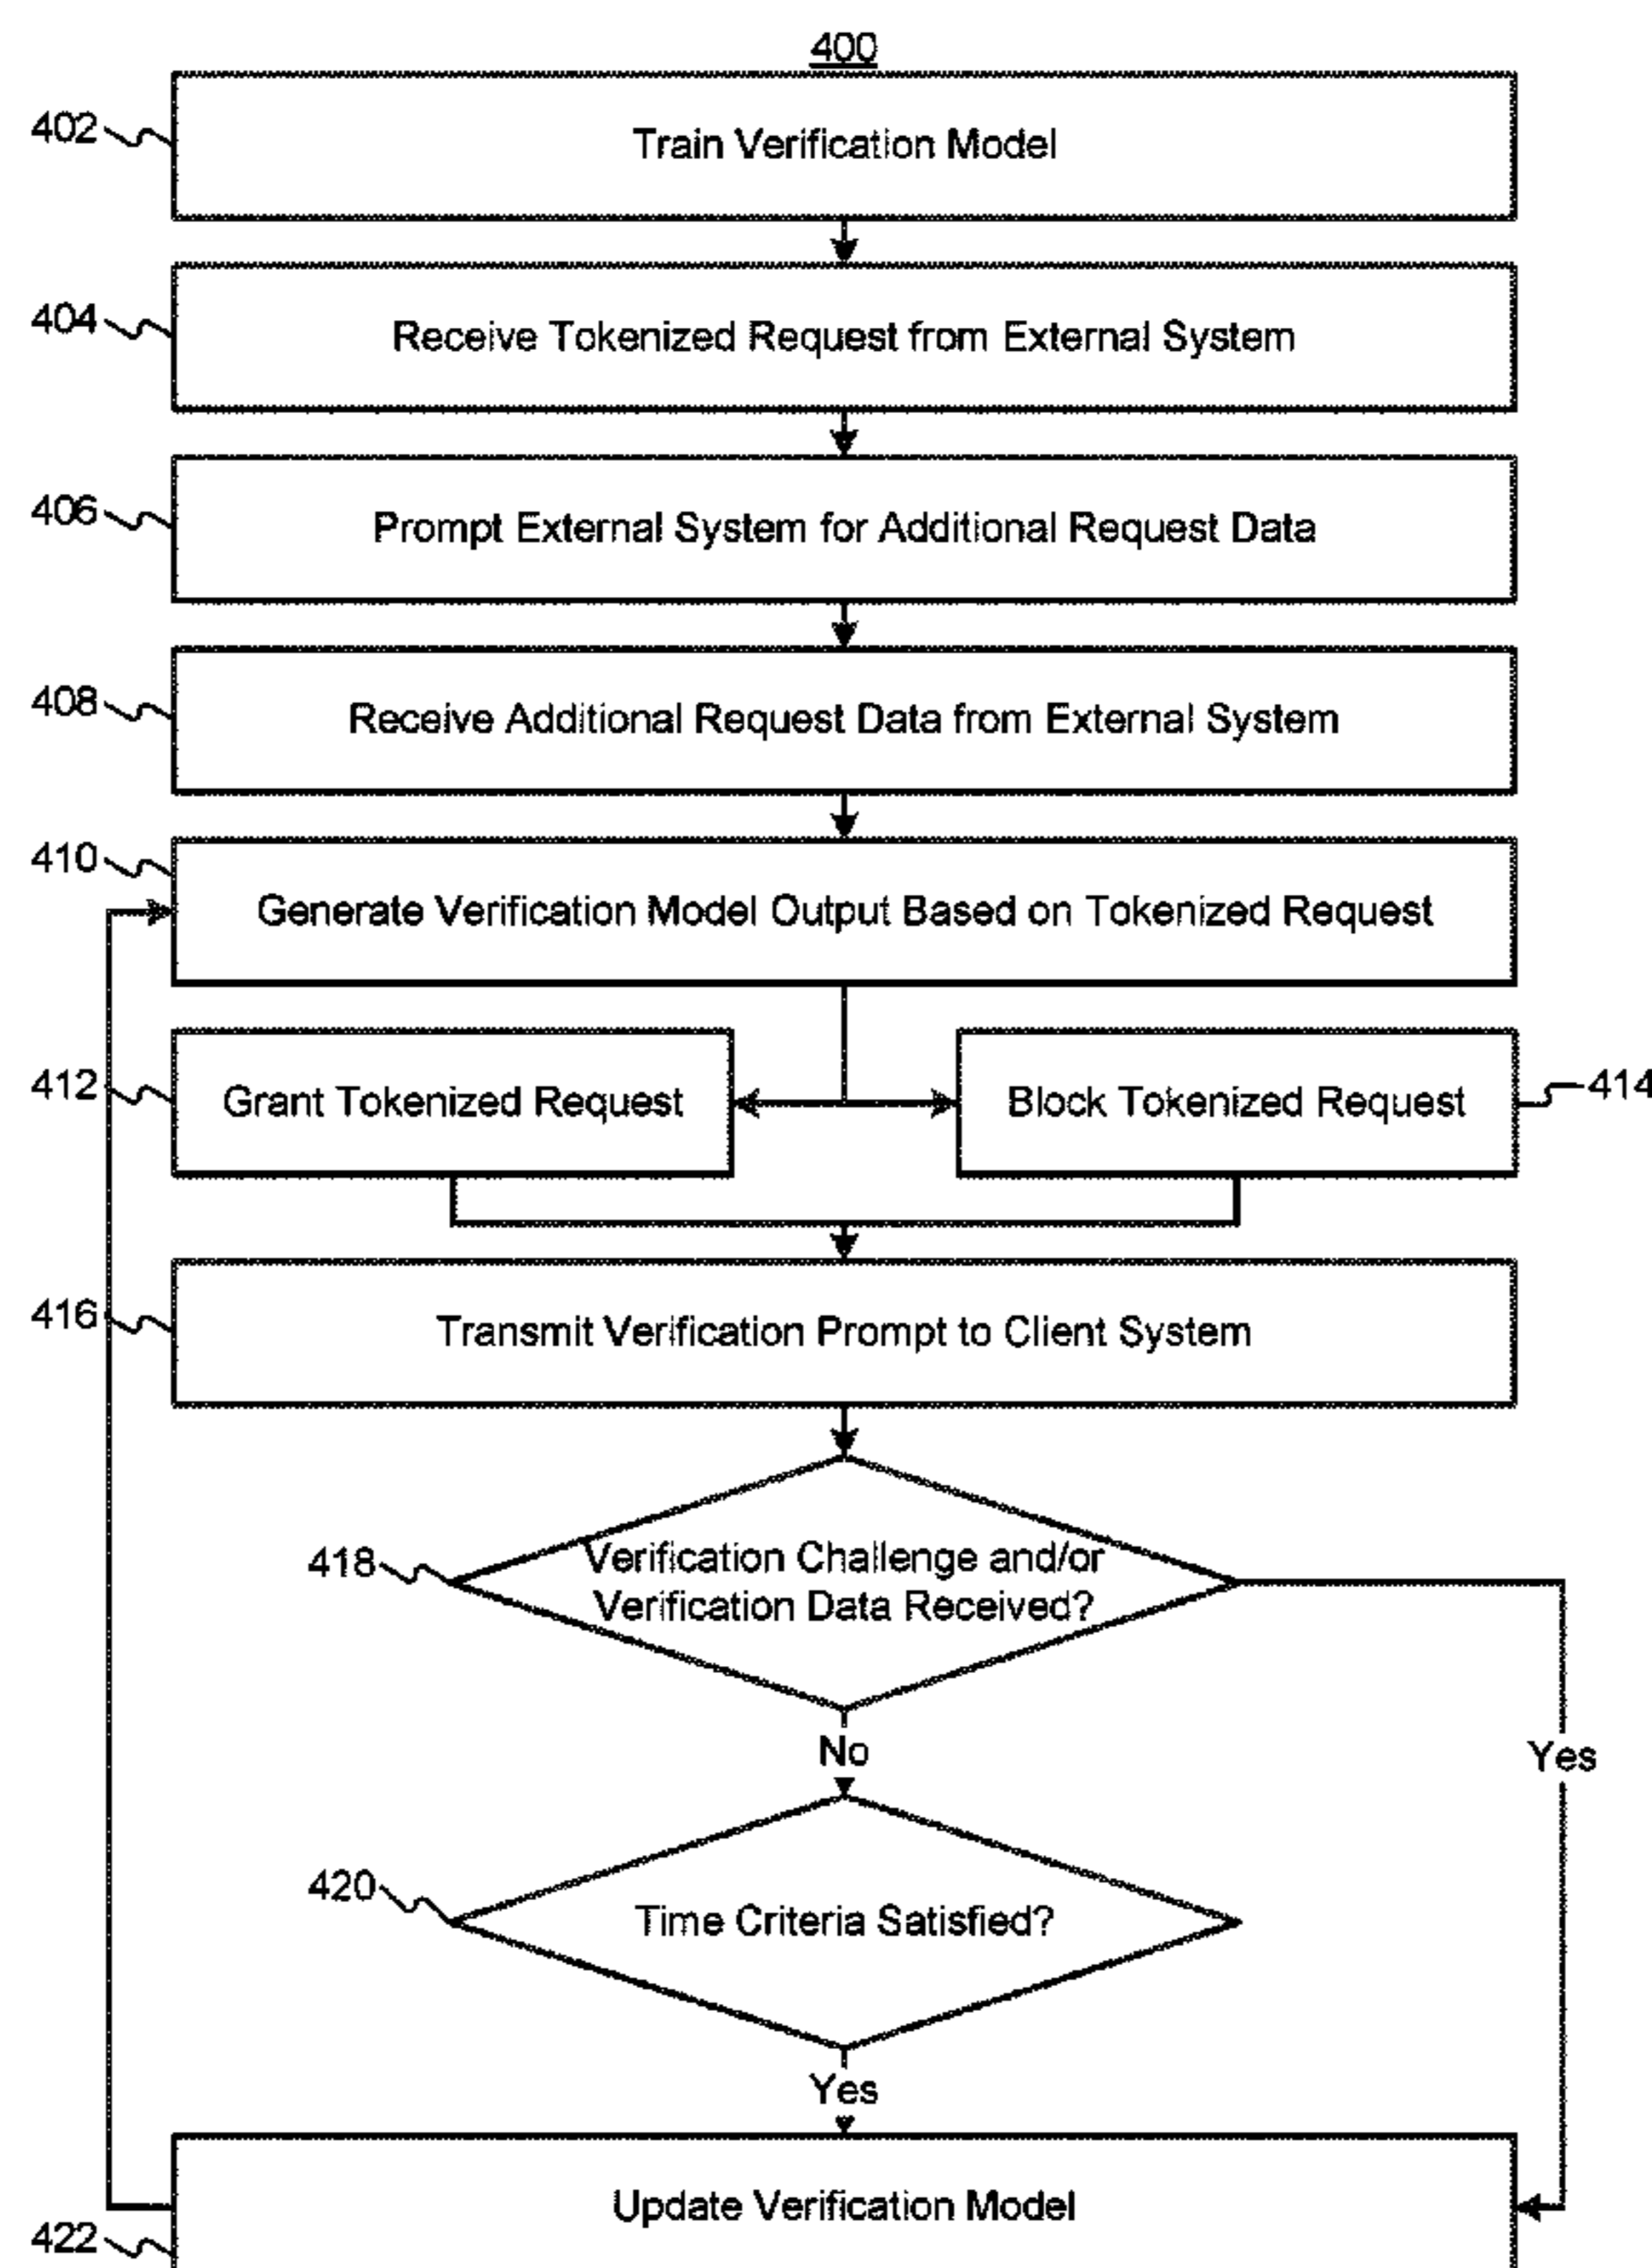 400
402
Train Verification Model
404
Receive Tokenized Request from External System
406
Prompt External System for Additional Request Data
408
Receive Additional Request Data from External System
410
Generate Verification Model Output Based on Tokenized Request
412
Grant Tokenized Request
Block Tokenized Request
414
416
Transmit Verification Prompt to Client System
418
Verification Challenge and/or
Verification Data Received?
No
Yes
420
Time Criteria Satisfied?
Yes
Update Verification Model
422